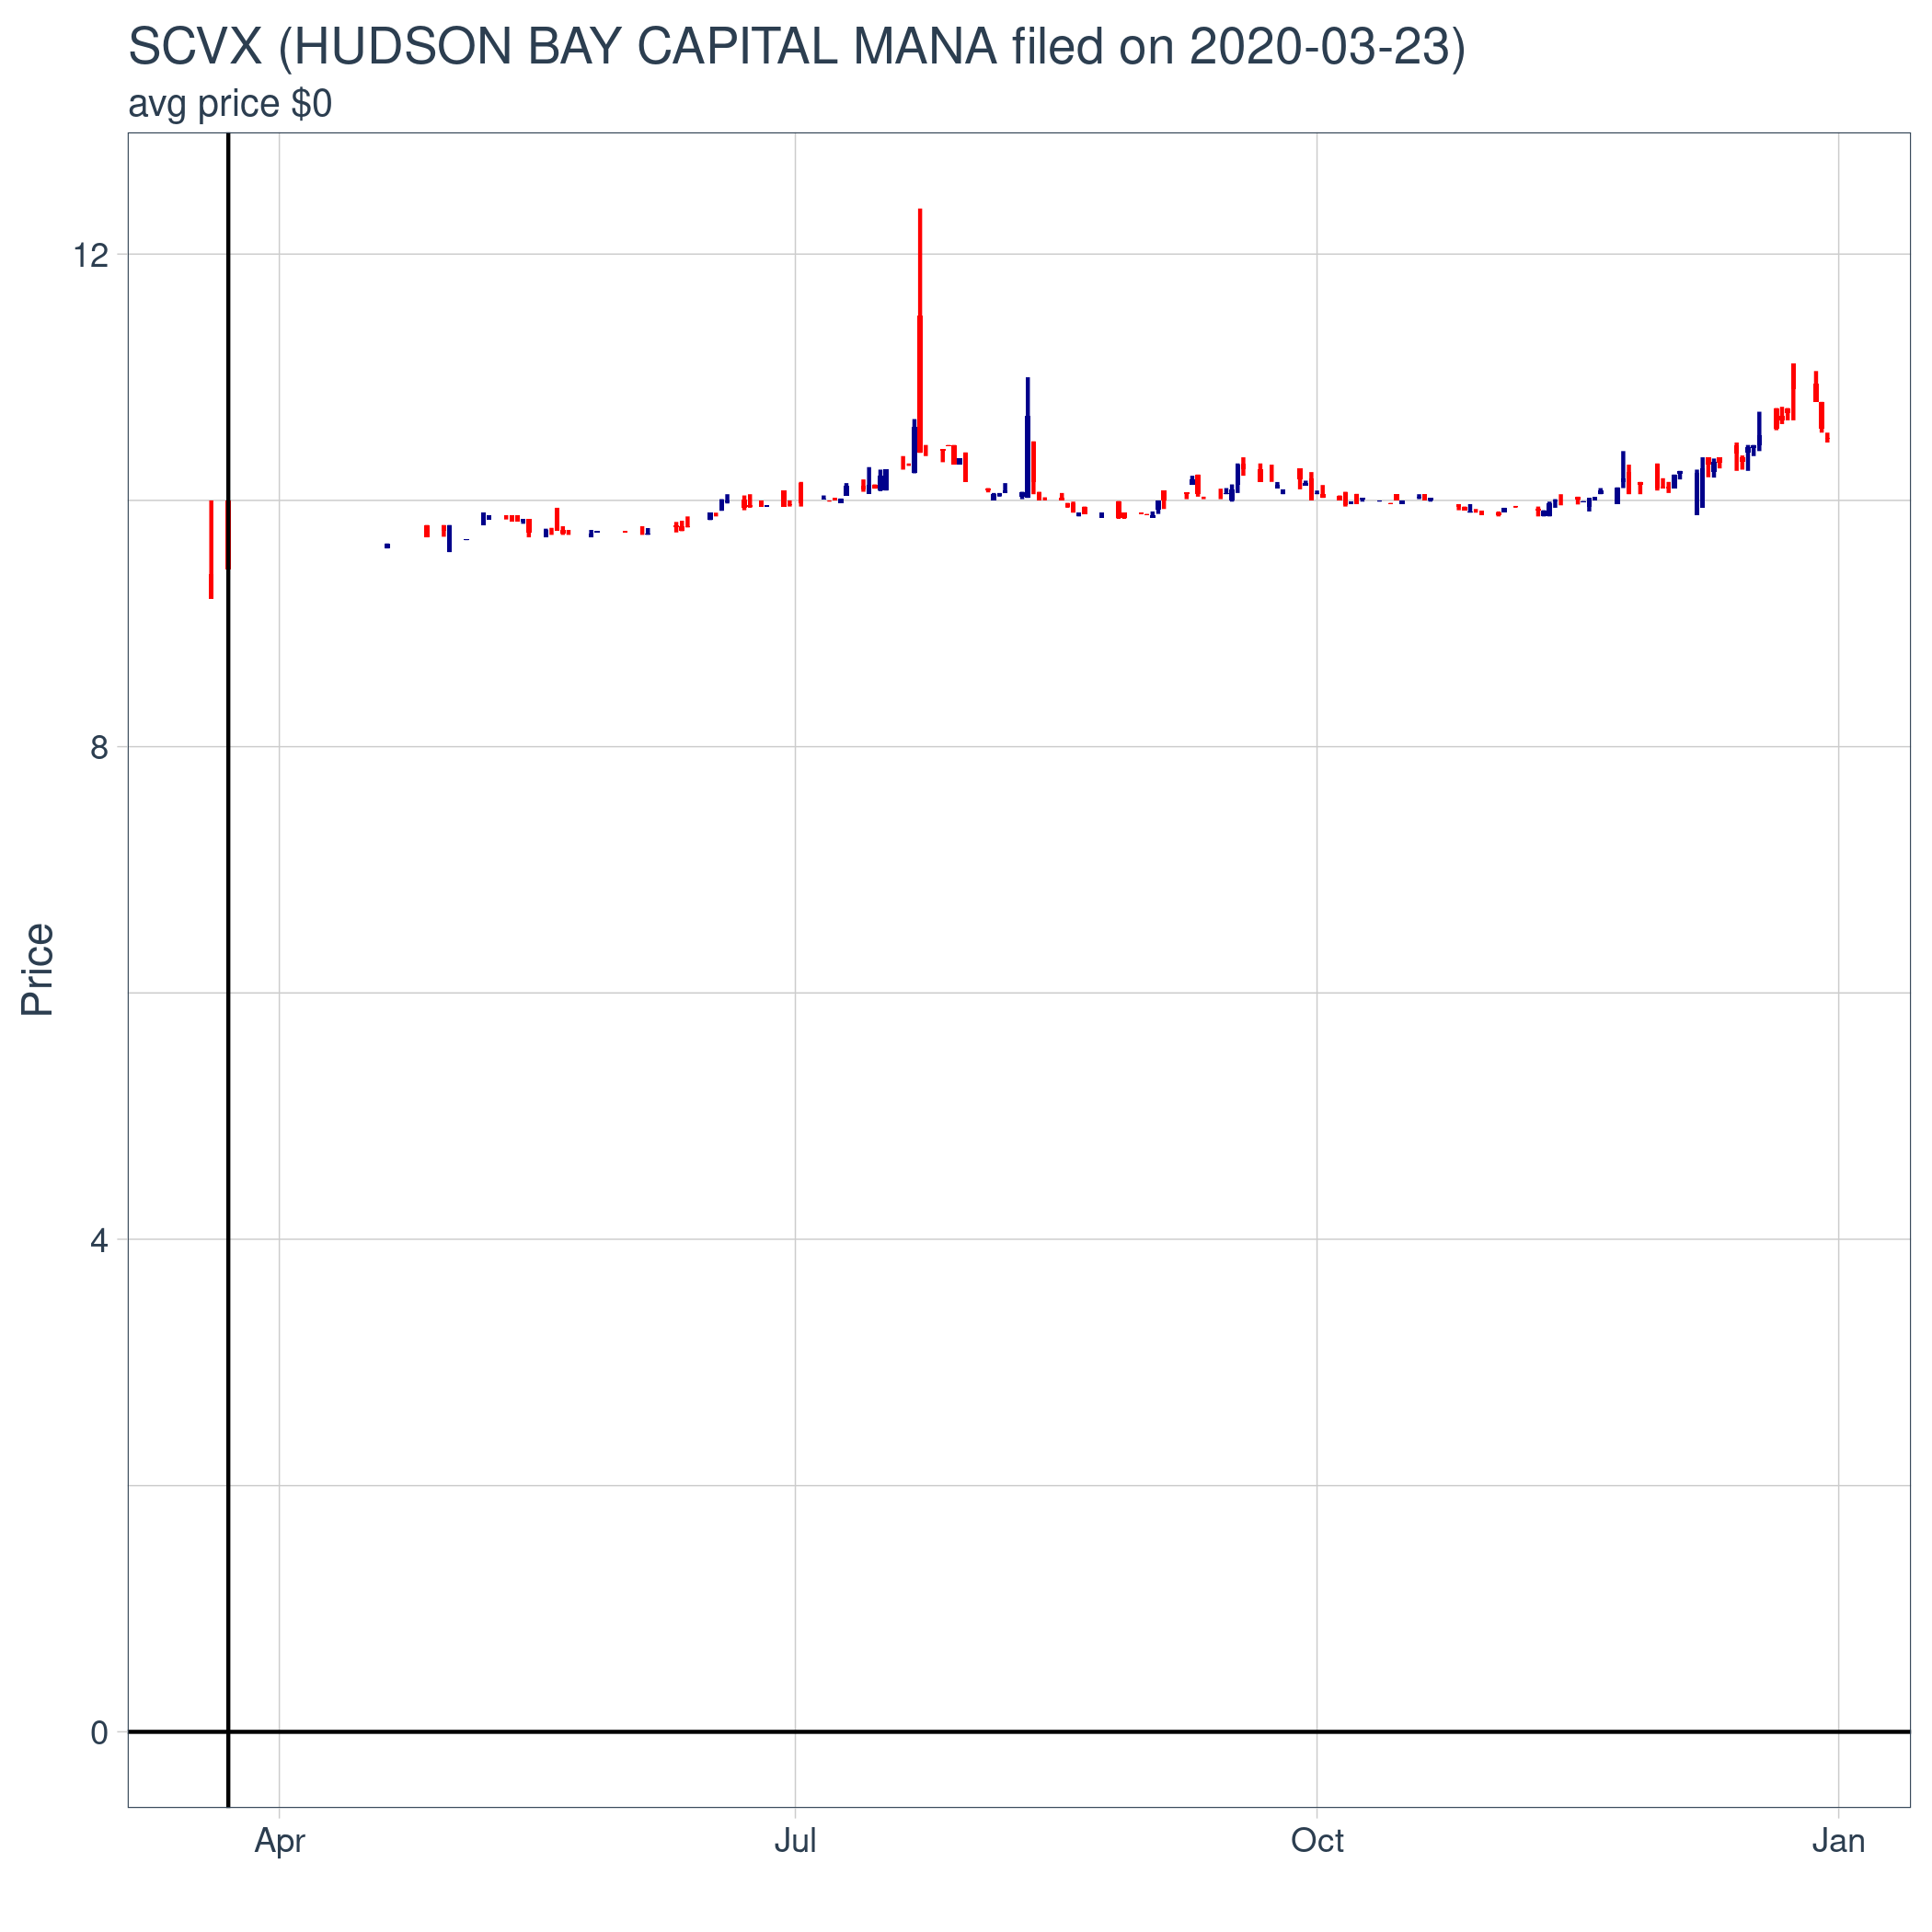 SCVX (HUDSON BAY CAPITAL MANA filed on 2020-03-23)
avg price $0
12
8
4
0
Price
Apr Jul Oct Jan